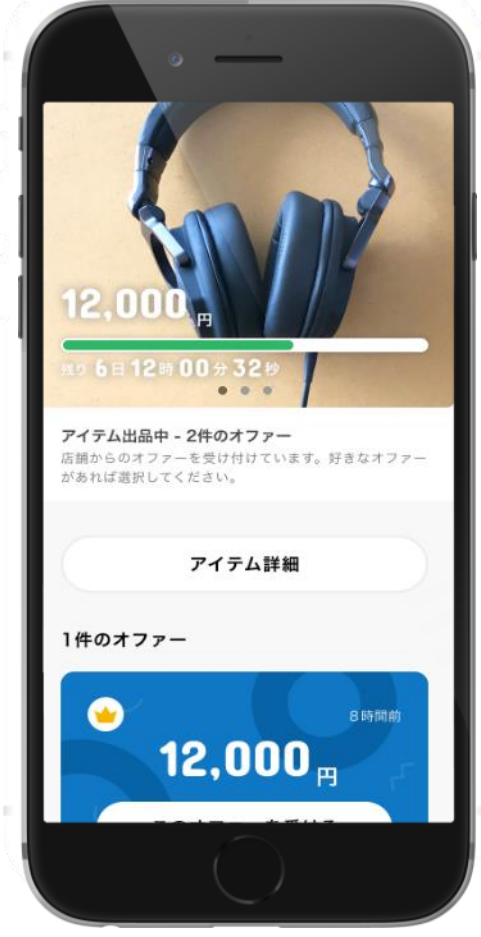 12,000円
残り 6日12時00分32秒
アイテム出品中 - 2件のオファー
店舗からのオファーを受け付けています。好きなオファー
があれば選択してください。
アイテム詳細
1件のオファー
8時間前
12,000円